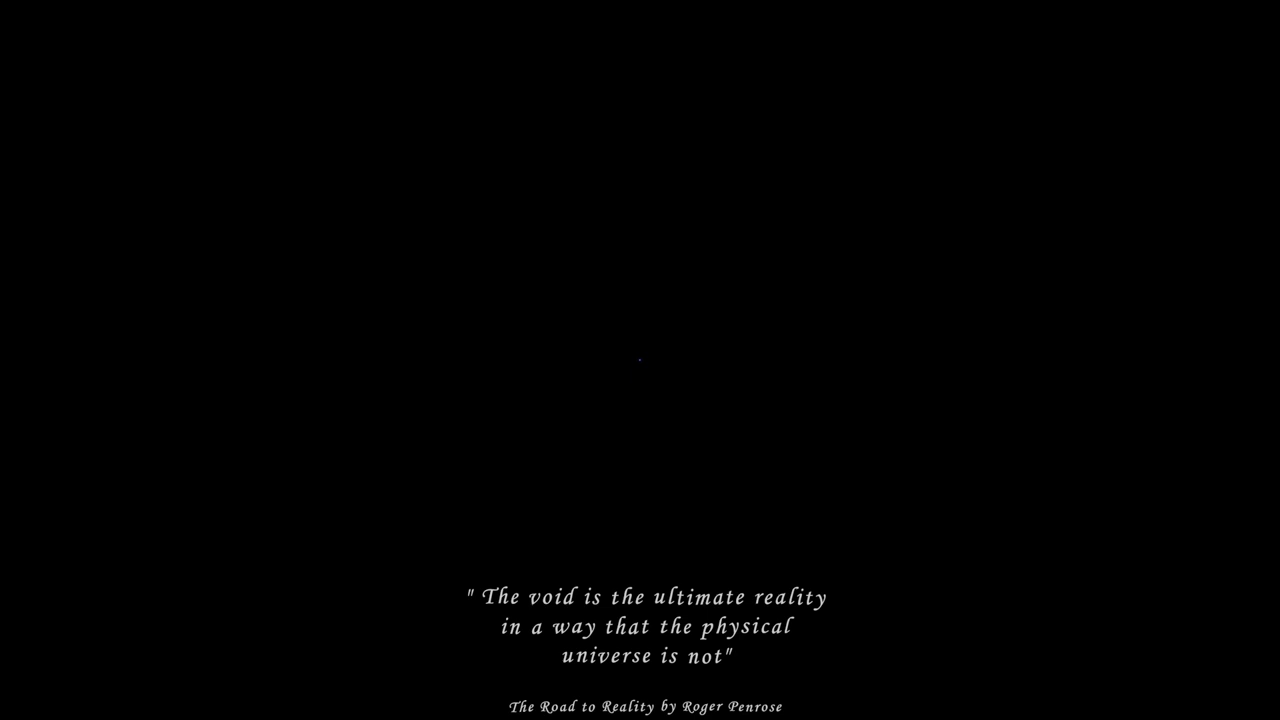 " The void is the ultimate reality
in a way that the physical
universe is not"
The Road to Reality by Roger Penrose